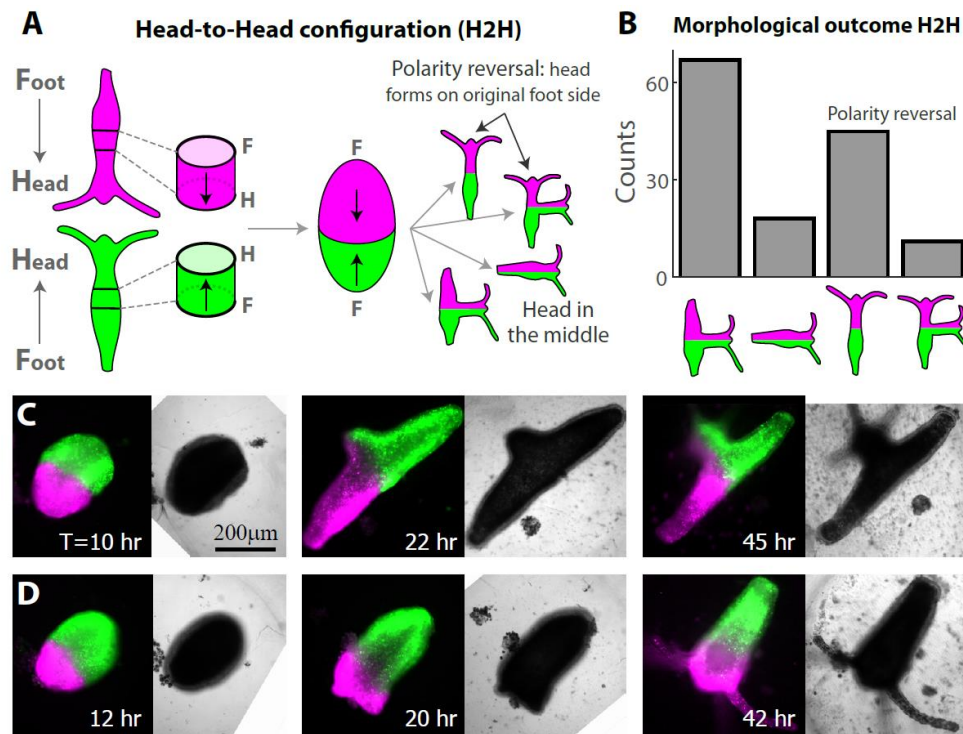 A
Head-to-Head configuration (H2H)
Foot
Head
Head
Foot
F
H
H
F
F
F
Polarity reversal: head
forms on original foot side
Head in
the middle
B
Morphological outcome H2H
Counts
60
30
0
Polarity reversal
C
T=10 hr
200μm
22 hr
45 hr
D
12 hr
20 hr
42 hr